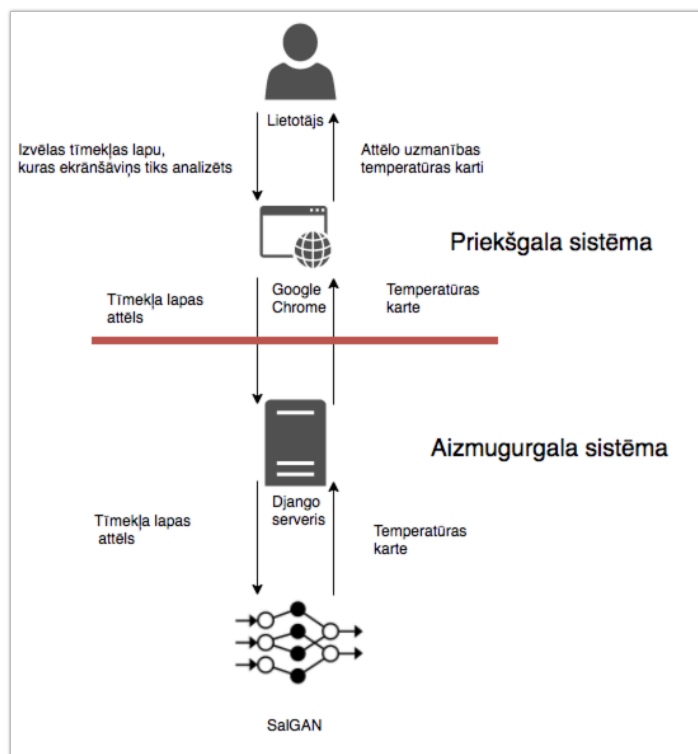 Lietotājs
Izvēlas tīmekļas lapu,
kuras ekrānšāviņš tiks analizēts
Attēlo uzmanības
temperatūras karti
Priekšgala sistēma
Google
Chrome
Tīmekļa lapas
attēls
Temperatūras
karte
Aizmugurgala sistēma
Django
serveris
Tīmekļa lapas
attēls
Temperatūras
karte
SalGAN